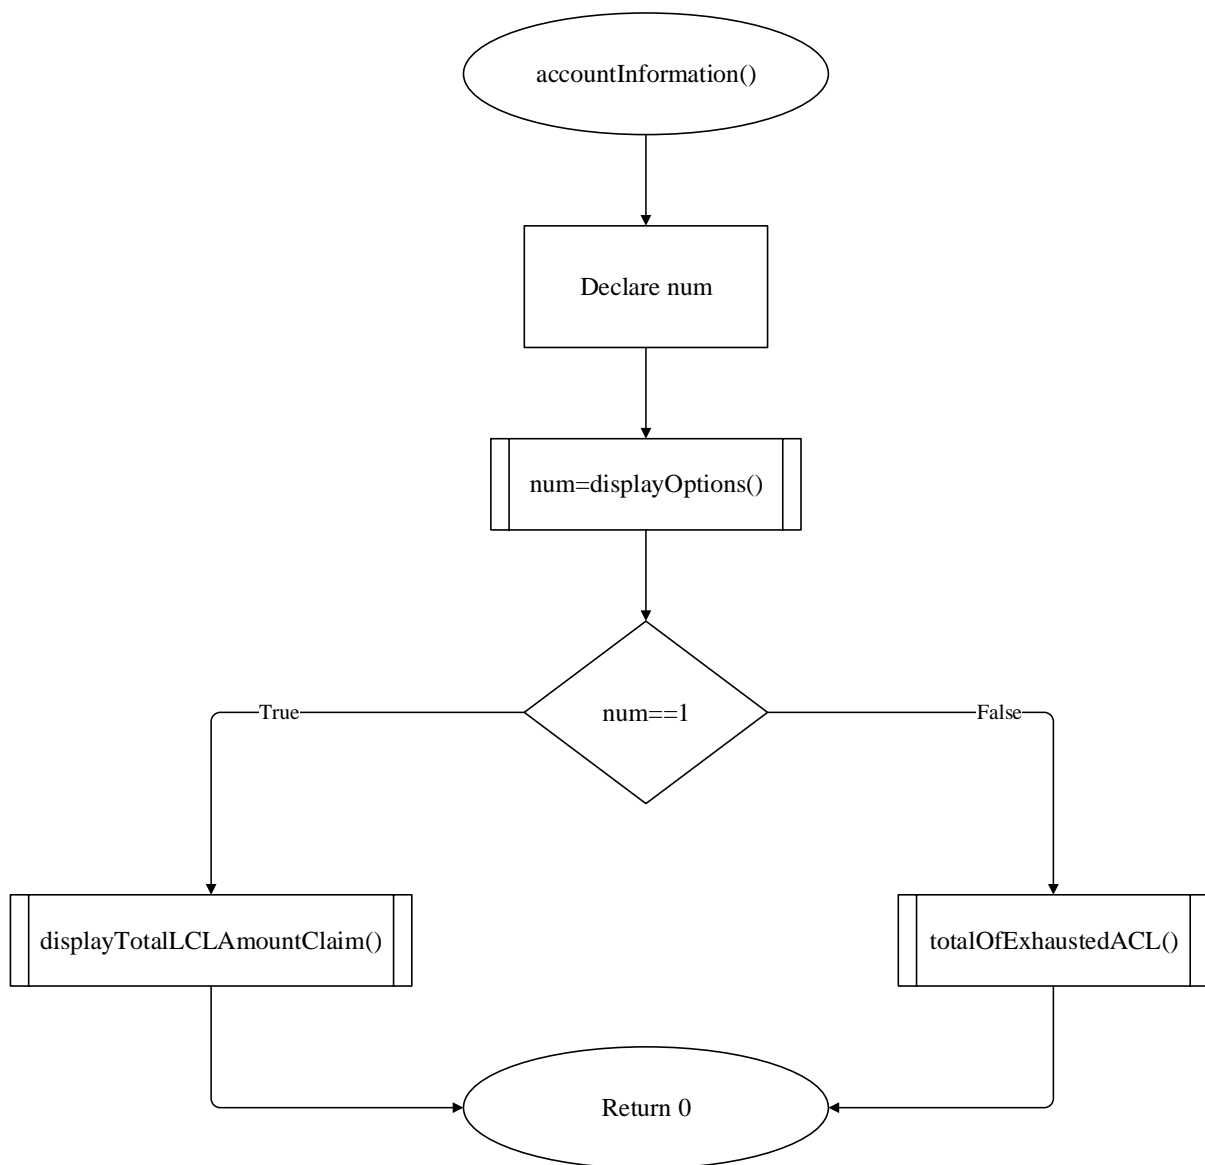 accountInformation()
Declare num
num=displayOptions()
num==1
True
False
displayTotalLCLAmountClaim()
totalOfExhaustedACL()
Return 0